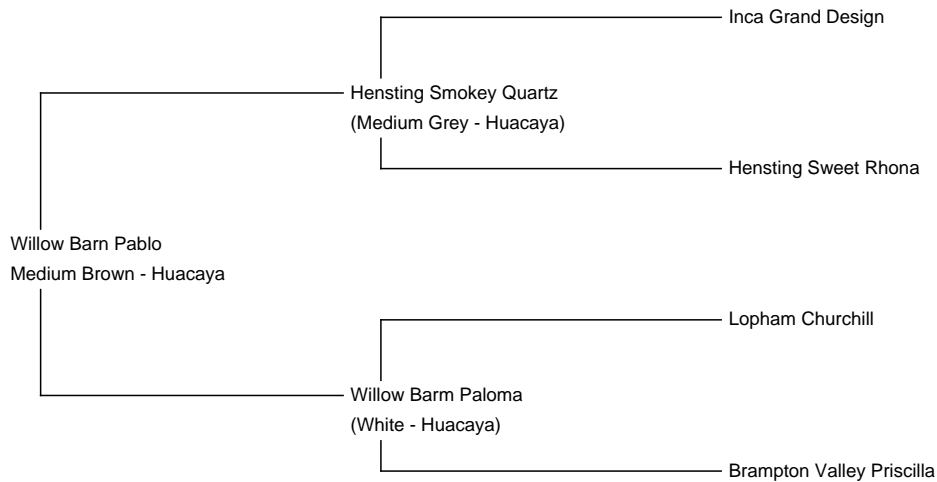 Inca Grand Design
Hensting Smokey Quartz
(Medium Grey - Huacaya)
Hensting Sweet Rhona
Willow Barn Pablo
Medium Brown - Huacaya
Lopham Churchill
Willow Barm Paloma
(White - Huacaya)
Brampton Valley Priscilla